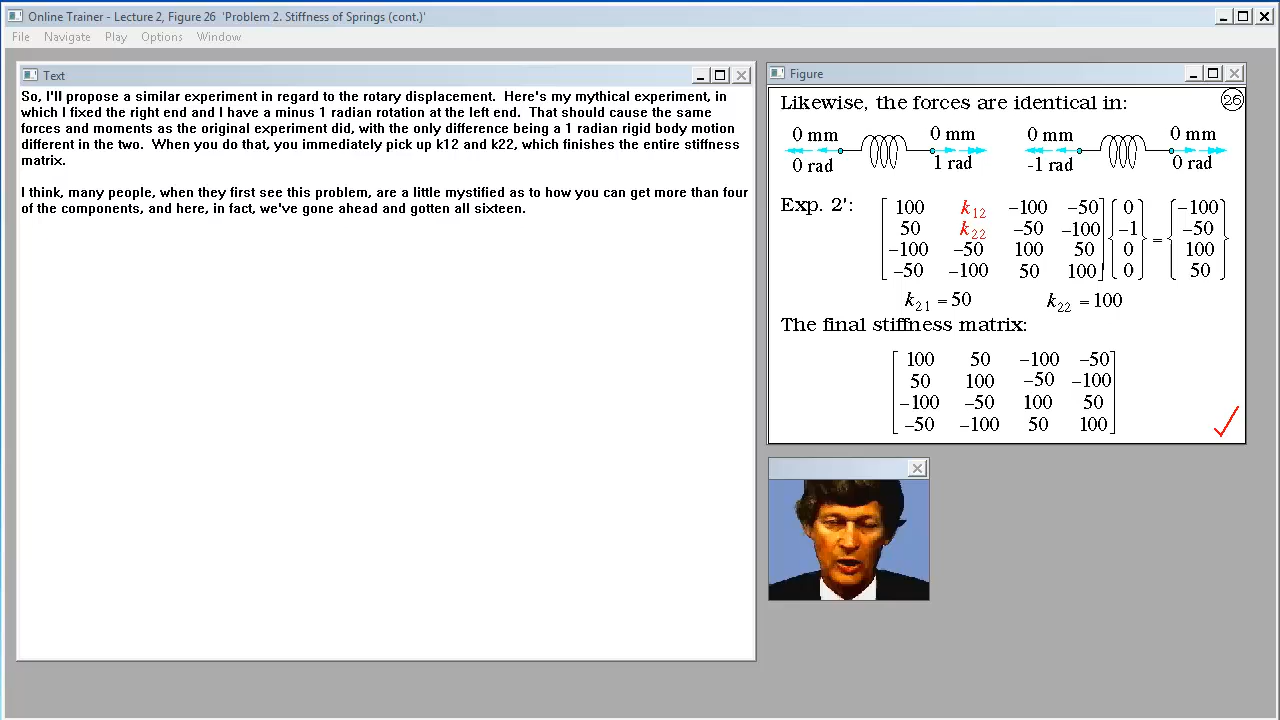 Online Trainer - Lecture 2, Figure 26 'Problem 2. Stiffness of Springs (cont.)'
File Navigate Play Options Window
Text
So, I'll propose a similar experiment in regard to the rotary displacement. Here's my mythical experiment, in
which I fixed the right end and I have a minus 1 radian rotation at the left end. That should cause the same
forces and moments as the original experiment did, with the only difference being a 1 radian rigid body motion
different in the two. When you do that, you immediately pick up k12 and k22, which finishes the entire stiffness
matrix.
I think, many people, when they first see this problem, are a little mystified as to how you can get more than four
of the components, and here, in fact, we've gone ahead and gotten all sixteen.
Figure
Likewise, the forces are identical in: 26
0 mm 0 mm 0 mm 0 mm
0 rad 1 rad -1 rad 0 rad
Exp. 2':
100 k12 −100 −50 0 −100
50 k22 −50 −100 −1 = −50
−100 −50 100 50 0 100
−50 −100 50 100 0 50
k21 = 50 k22 = 100
The final stiffness matrix:
100 50 −100 −50
50 100 −50 −100
−100 −50 100 50
−50 −100 50 100